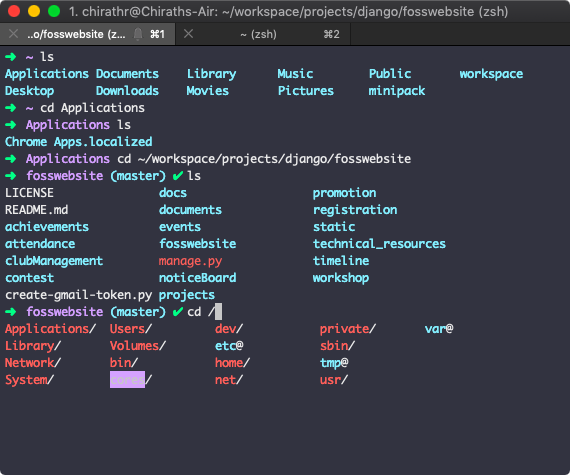 1. chirathr@Chiraths-Air: ~/workspace/projects/django/fosswebsite (zsh)
..o/fosswebsite (z... ⌘1 ~ (zsh) ⌘2
➜ ~ ls
Applications Documents Library Music Public workspace
Desktop Downloads Movies Pictures minipack
➜ ~ cd Applications
➜ Applications ls
Chrome Apps.localized
➜ Applications cd ~/workspace/projects/django/fosswebsite
➜ fosswebsite (master) ✔ ls
LICENSE docs promotion
README.md documents registration
achievements events static
attendance fosswebsite technical_resources
clubManagement manage.py timeline
contest noticeBoard workshop
create-gmail-token.py projects
➜ fosswebsite (master) ✔ cd /
Applications/ Users/ dev/ private/ var@
Library/ Volumes/ etc@ sbin/
Network/ bin/ home/ tmp@
System/ cores/ net/ usr/